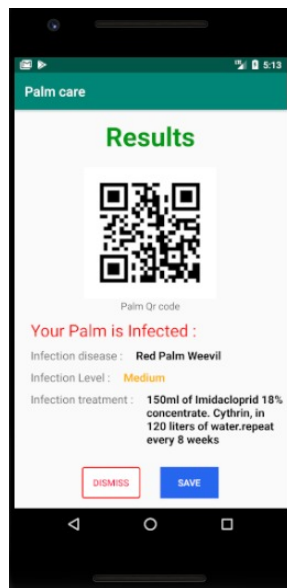 5:13
Palm care
Results
Palm Qr code
Your Palm is Infected :
Infection disease : Red Palm Weevil
Infection Level : Medium
Infection treatment : 150ml of Imidacloprid 18%
concentrate. Cythrin, in
120 liters of water.repeat
every 8 weeks
DISMISS SAVE